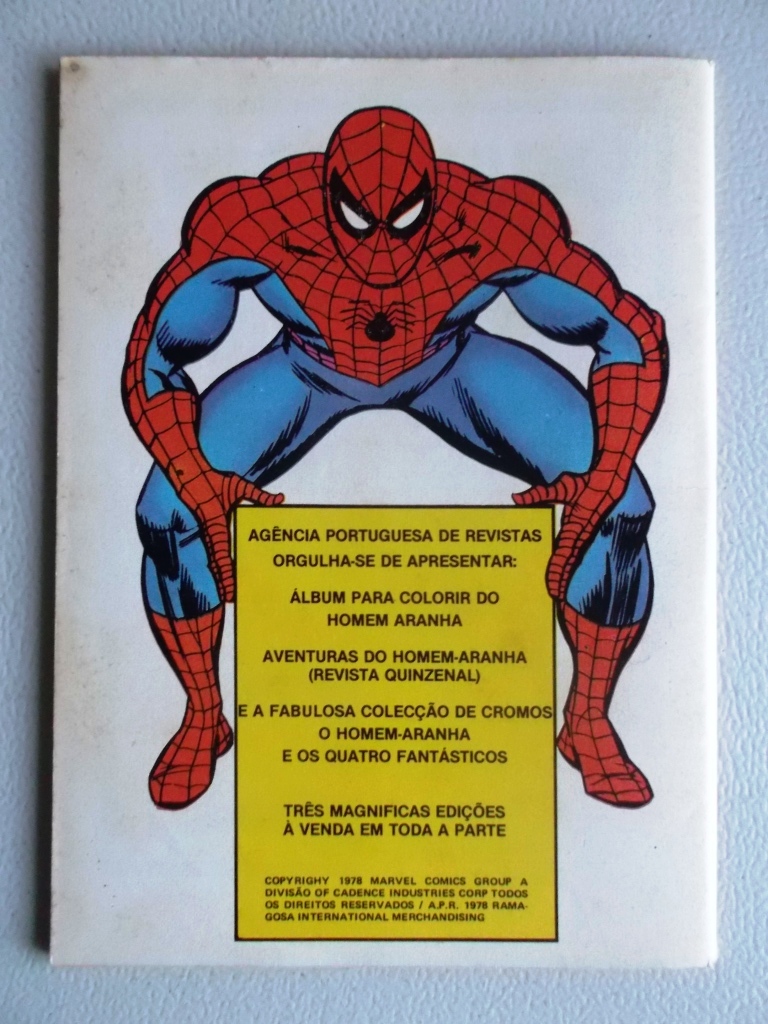 AGÊNCIA PORTUGUESA DE REVISTAS
ORGULHA-SE DE APRESENTAR:
ÁLBUM PARA COLORIR DO
HOMEM ARANHA
AVENTURAS DO HOMEM-ARANHA
(REVISTA QUINZENAL)
E A FABULOSA COLECÇÃO DE CROMOS
O HOMEM-ARANHA
E OS QUATRO FANTÁSTICOS
TRÊS MAGNIFICAS EDIÇÕES
À VENDA EM TODA A PARTE
COPYRIGHY 1978 MARVEL COMICS GROUP A
DIVISÃO OF CADENCE INDUSTRIES CORP TODOS
OS DIREITOS RESERVADOS / A.P.R. 1978 RAMA-
GOSA INTERNATIONAL MERCHANDISING